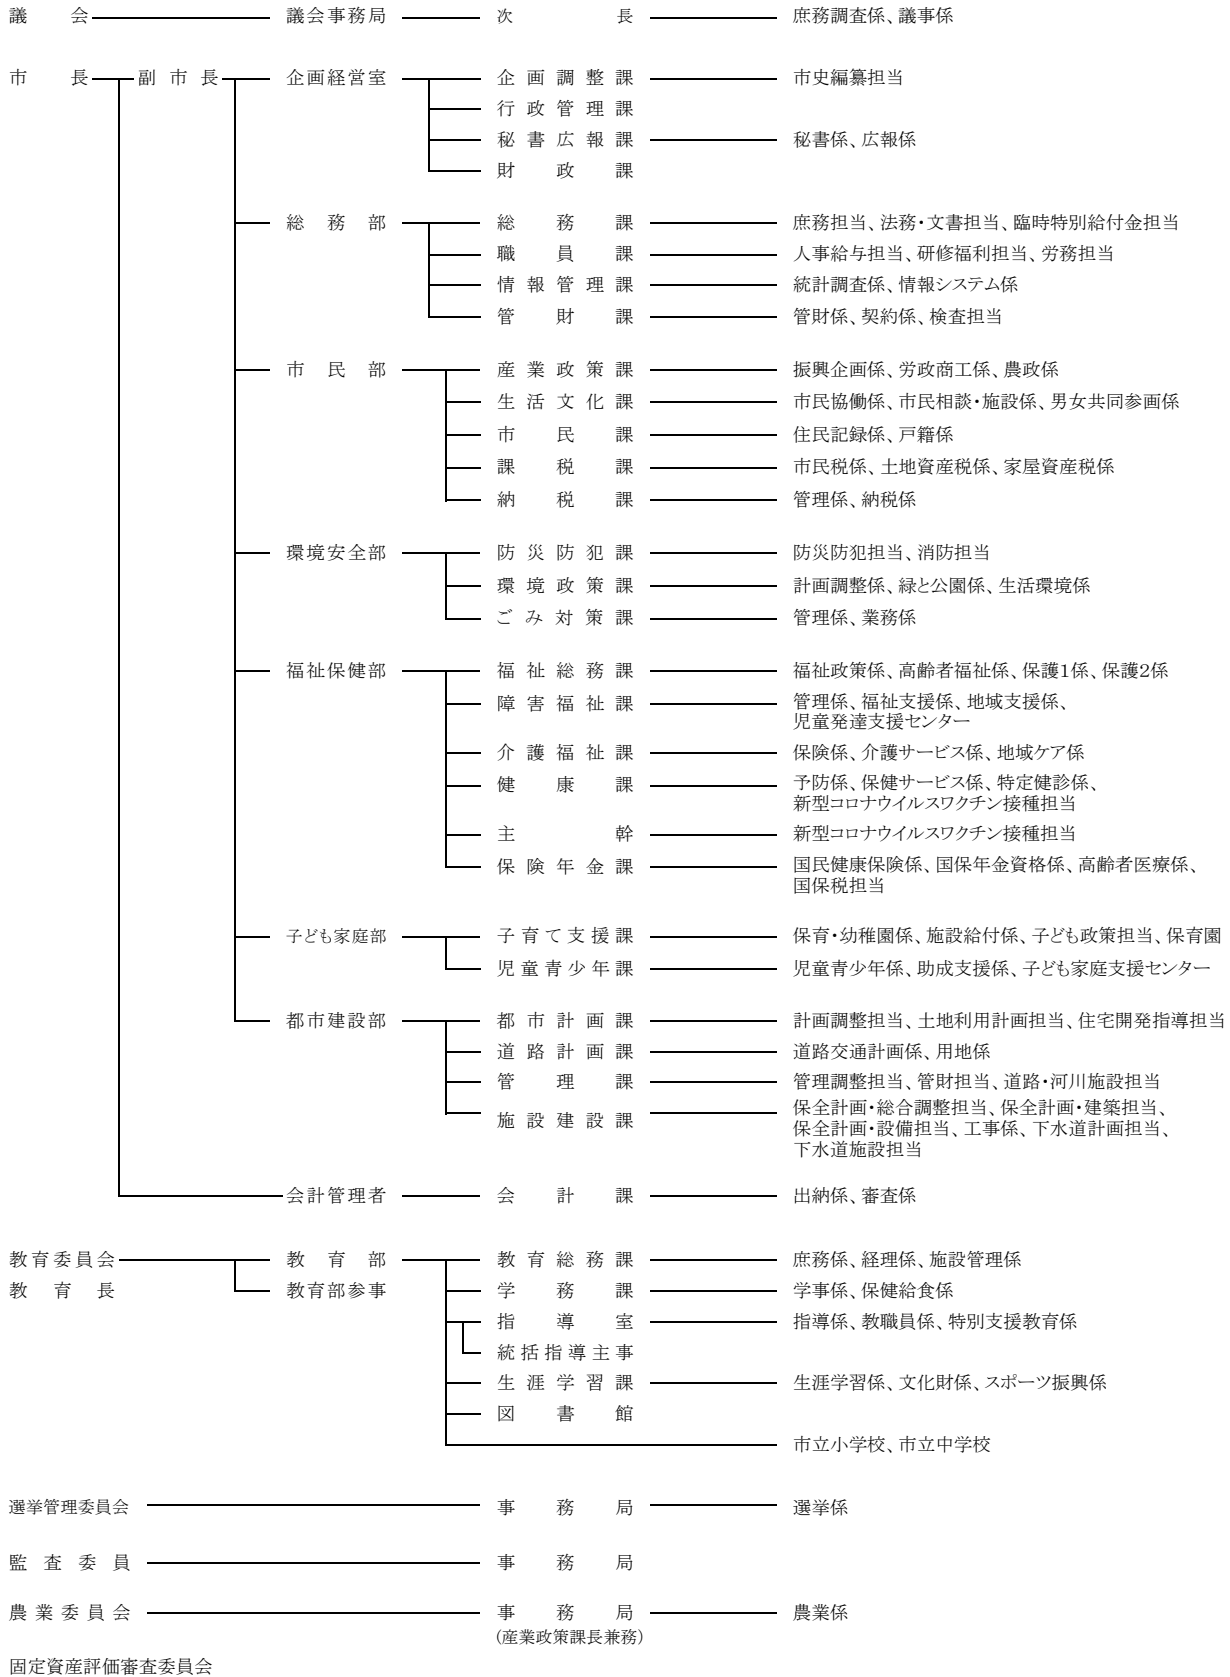 議会 議会事務局 次長 庶務調査係、議事係
市長 副市長 企画経営室 企画調整課 市史編纂担当
行政管理課
秘書広報課 秘書係、広報係
財政課
総務部 総務課 庶務担当、法務・文書担当、臨時特別給付金担当
職員課 人事給与担当、研修福利担当、労務担当
情報管理課 統計調査係、情報システム係
管財課 管財係、契約係、検査担当
市民部 産業政策課 振興企画係、労政商工係、農政係
生活文化課 市民協働係、市民相談・施設係、男女共同参画係
市民課 住民記録係、戸籍係
課税課 市民税係、土地資産税係、家屋資産税係
納税課 管理係、納税係
環境安全部 防災防犯課 防災防犯担当、消防担当
環境政策課 計画調整係、緑と公園係、生活環境係
ごみ対策課 管理係、業務係
福祉保健部 福祉総務課 福祉政策係、高齢者福祉係、保護1係、保護2係
障害福祉課 管理係、福祉支援係、地域支援係、
児童発達支援センター
介護福祉課 保険係、介護サービス係、地域ケア係
健康課 予防係、保健サービス係、特定健診係、
新型コロナウイルスワクチン接種担当
主幹 新型コロナウイルスワクチン接種担当
保険年金課 国民健康保険係、国保年金資格係、高齢者医療係、
国保税担当
子ども家庭部 子育て支援課 保育・幼稚園係、施設給付係、子ども政策担当、保育園
児童青少年課 児童青少年係、助成支援係、子ども家庭支援センター
都市建設部 都市計画課 計画調整担当、土地利用計画担当、住宅開発指導担当
道路計画課 道路交通計画係、用地係
管理課 管理調整担当、管財担当、道路・河川施設担当
施設建設課 保全計画・総合調整担当、保全計画・建築担当、
保全計画・設備担当、工事係、下水道計画担当、
下水道施設担当
会計管理者 会計課 出納係、審査係
教育委員会 教育部 教育総務課 庶務係、経理係、施設管理係
教育長 教育部参事 学務課 学事係、保健給食係
指導室 指導係、教職員係、特別支援教育係
統括指導主事
生涯学習課 生涯学習係、文化財係、スポーツ振興係
図書館
市立小学校、市立中学校
選挙管理委員会 事務局 選挙係
監査委員 事務局
農業委員会 事務局 農業係
(産業政策課長兼務)
固定資産評価審査委員会